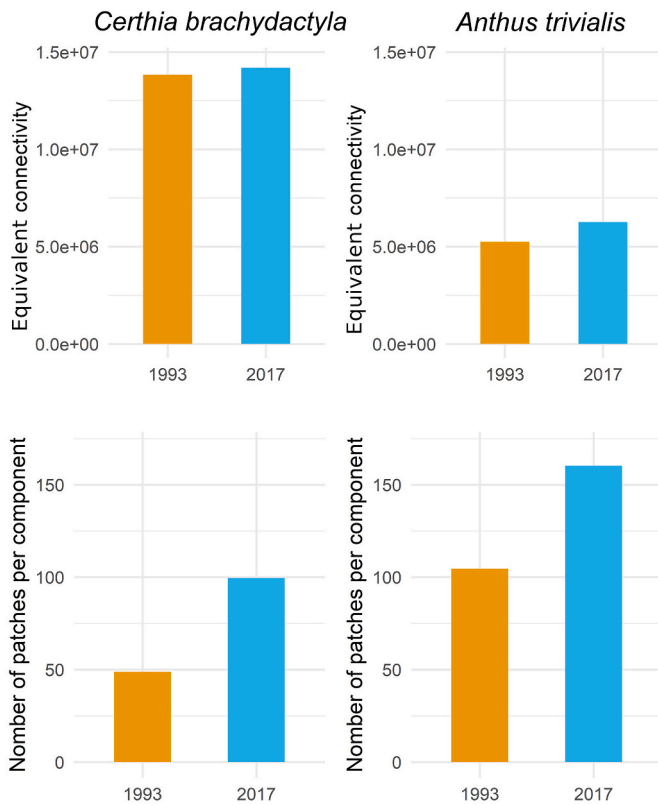 Certhia brachydactyla
Anthus trivialis
Equivalent connectivity
1.5e+07
1.0e+07
5.0e+06
0.0e+00
1993
2017
Equivalent connectivity
1.5e+07
1.0e+07
5.0e+06
0.0e+00
1993
2017
Nomber of patches per component
150
100
50
0
1993
2017
Nomber of patches per component
150
100
50
0
1993
2017